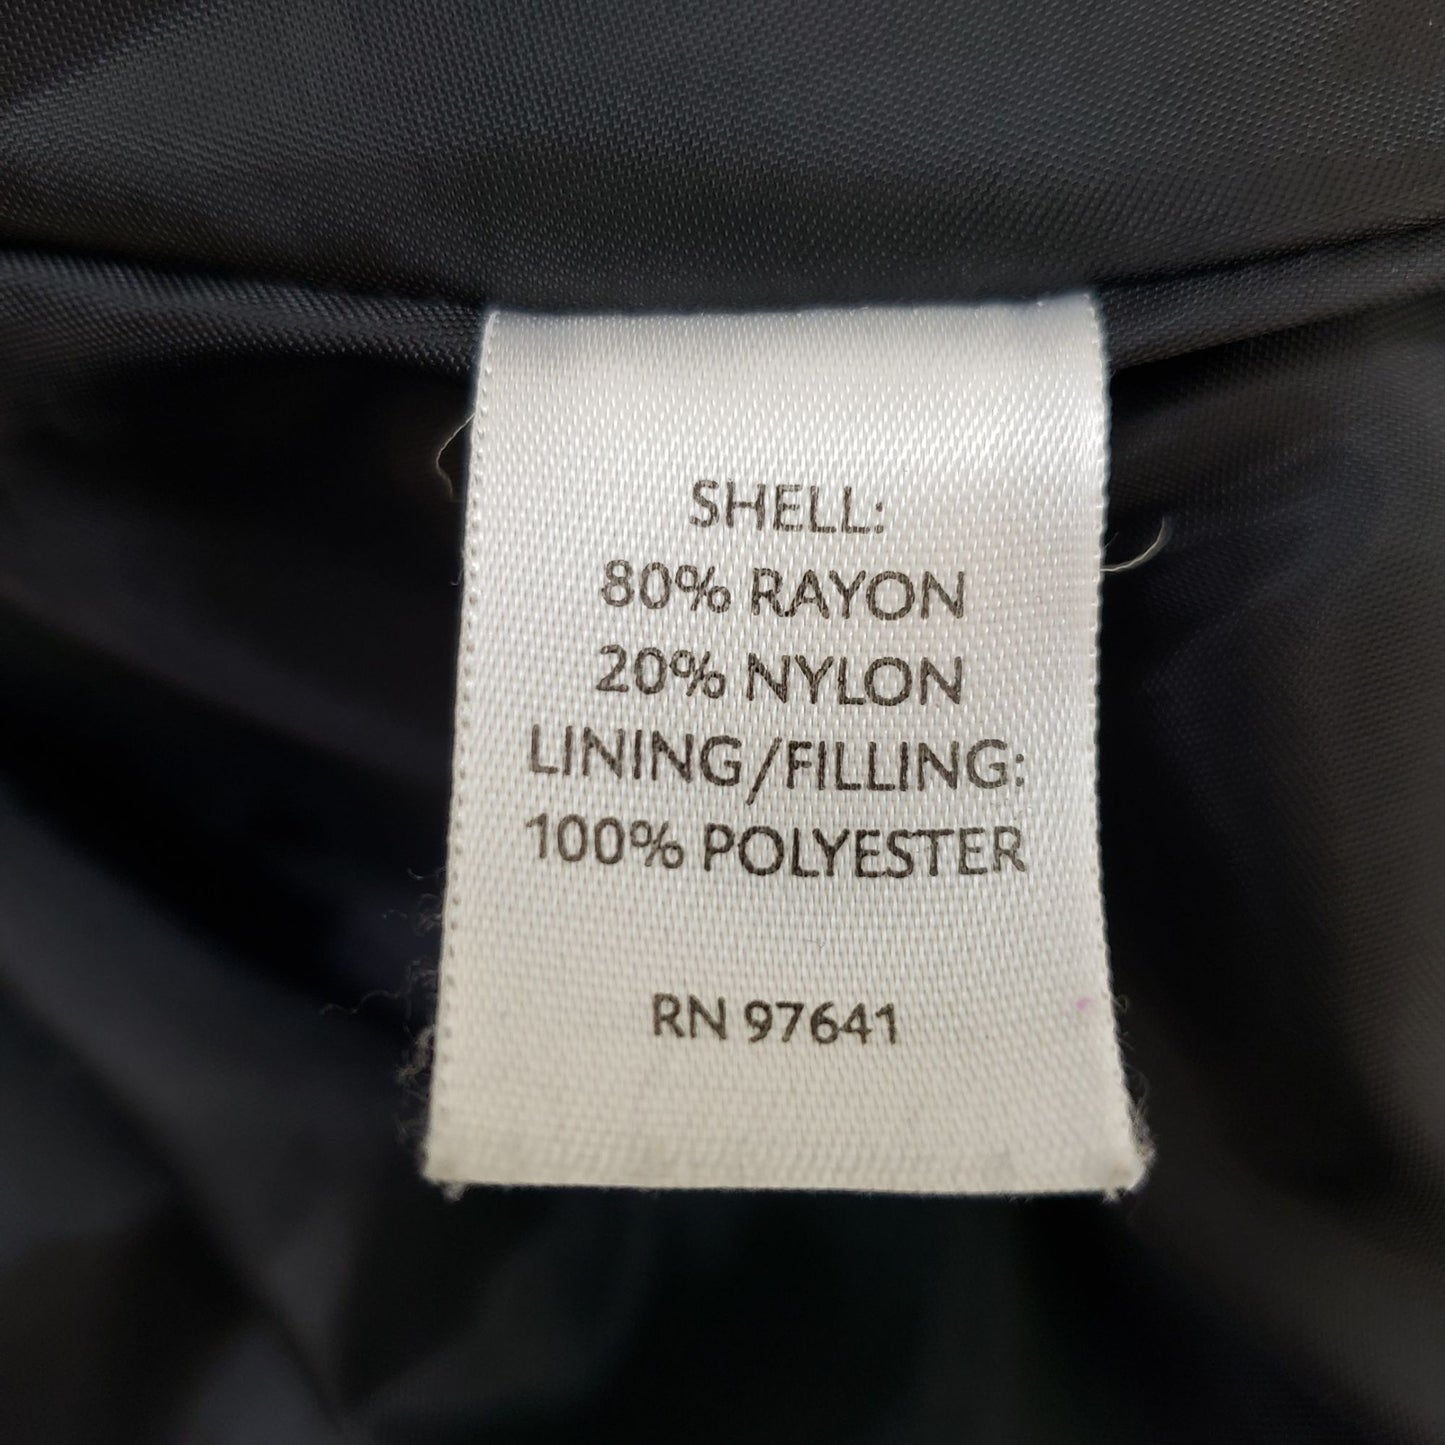 SHELL:
80% RAYON
20% NYLON
LINING/FILLING:
100% POLYESTER
RN 97641